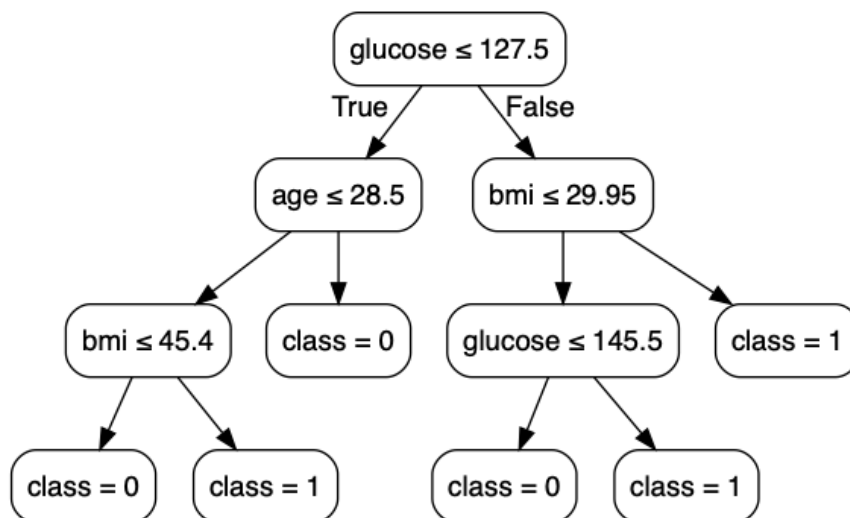 glucose ≤ 127.5
True
False
age ≤ 28.5
bmi ≤ 29.95
bmi ≤ 45.4
class = 0
glucose ≤ 145.5
class = 1
class = 0
class = 1
class = 0
class = 1